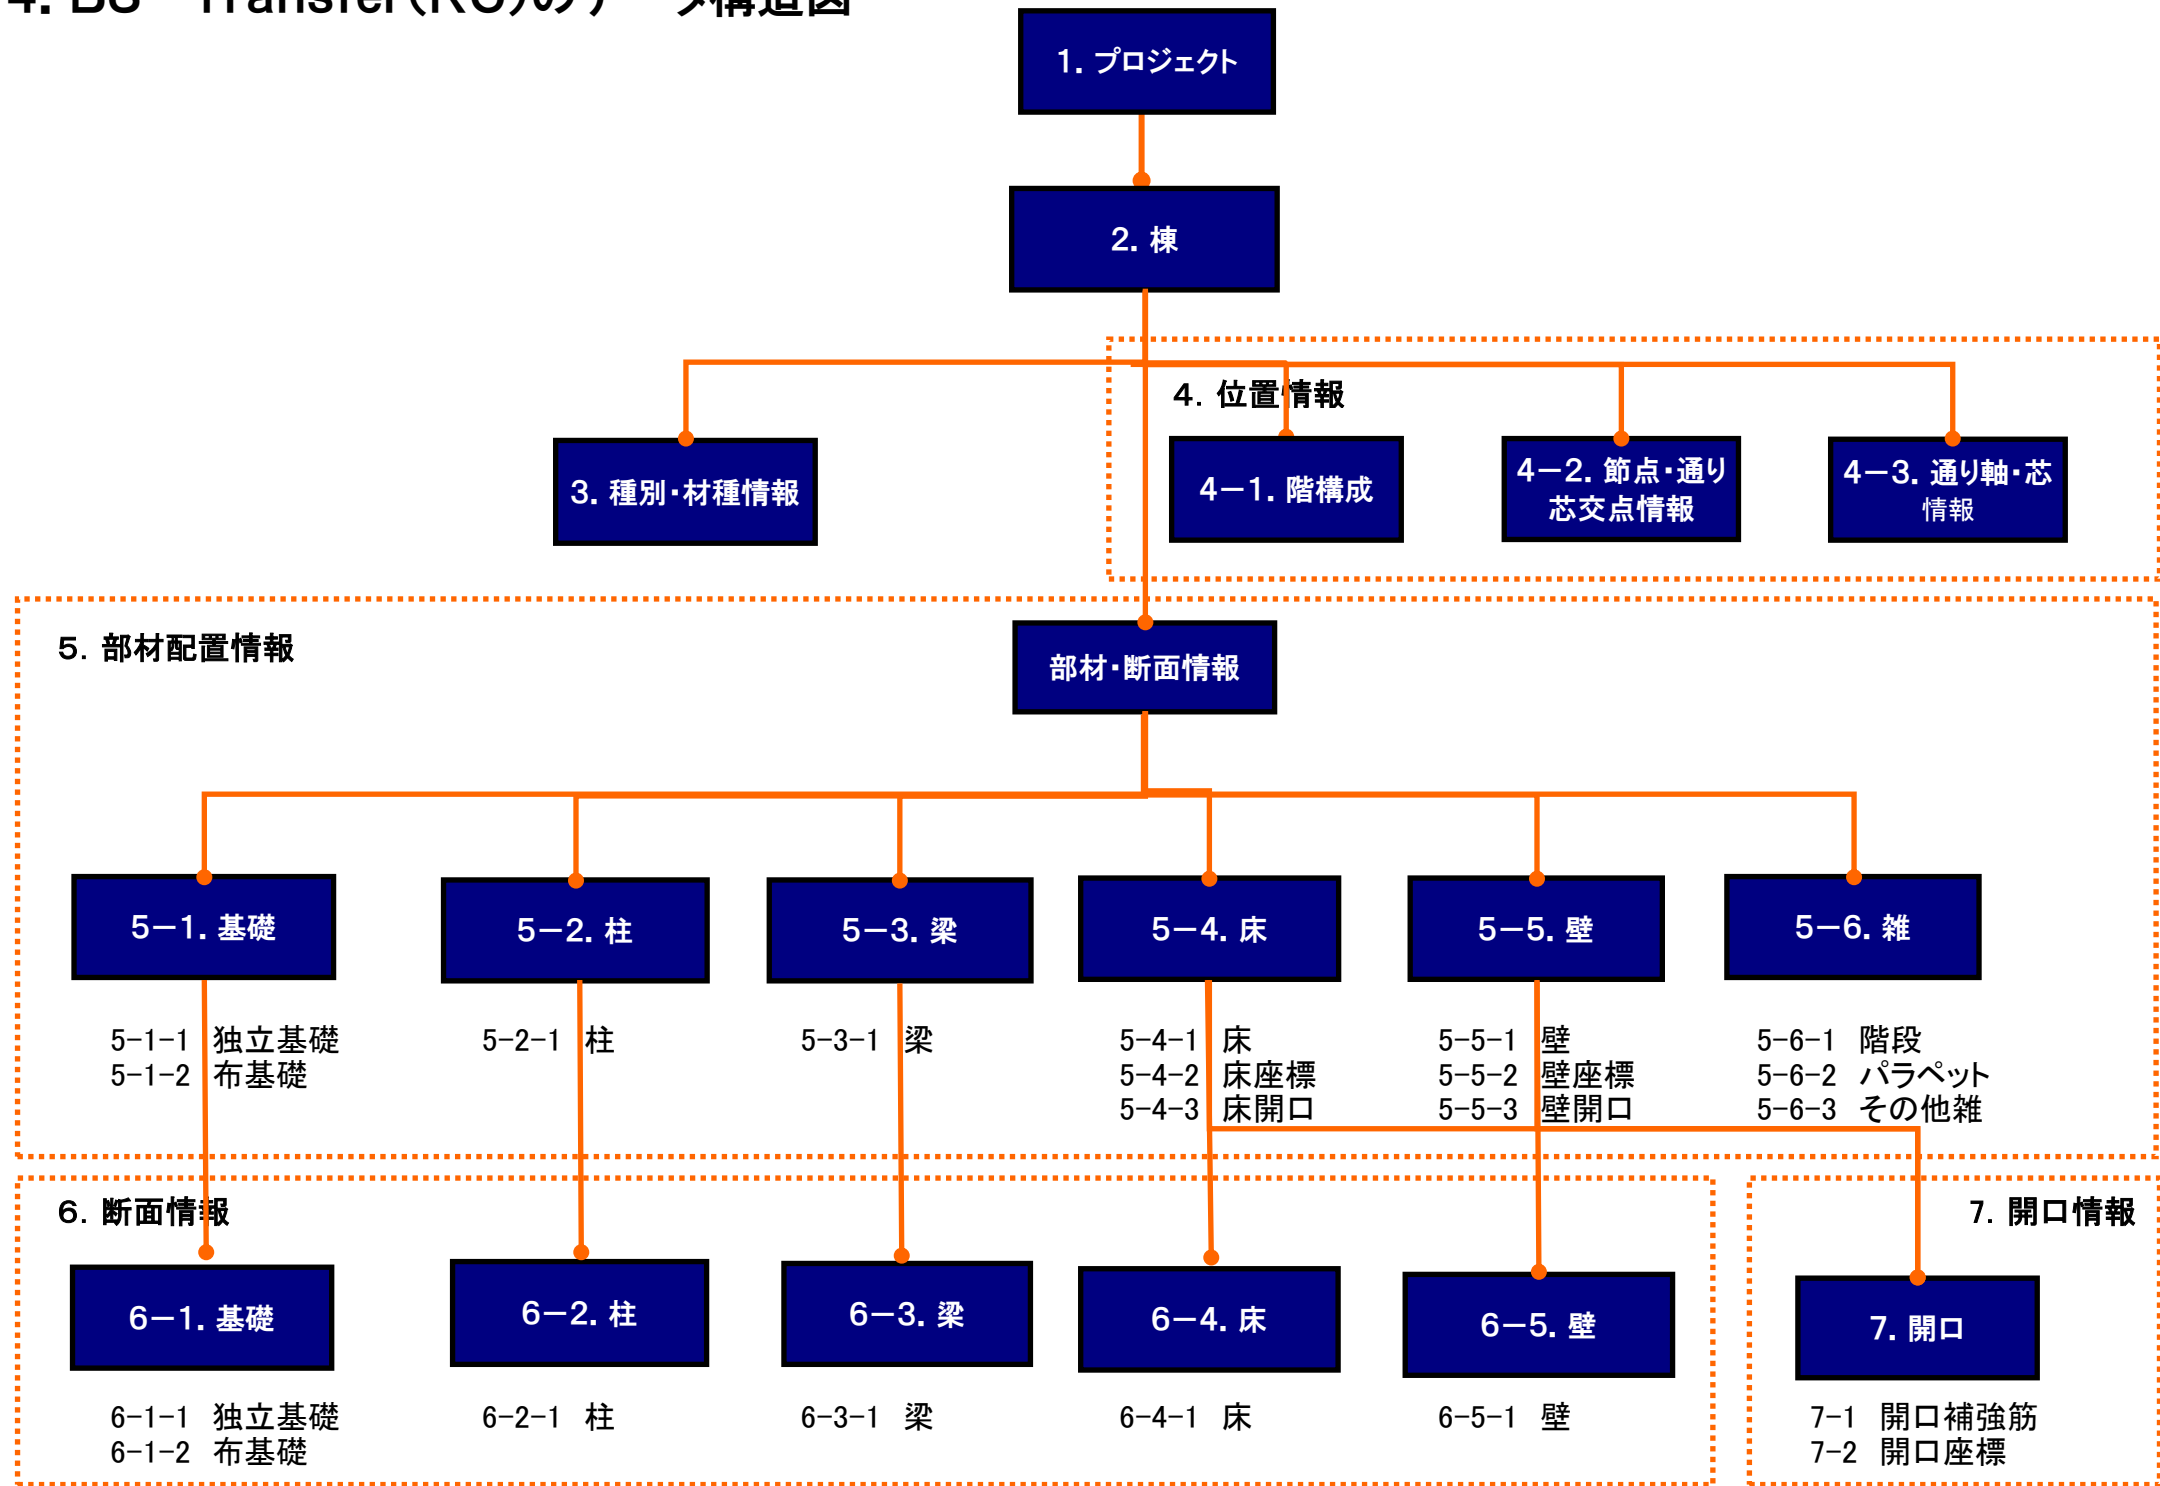 4. BS-Transfer(RC)のデータ構造図
1. プロジェクト
2. 棟
4. 位置情報
3. 種別・材種情報
4-1. 階構成
4-2. 節点・通り
芯交点情報
4-3. 通り軸・芯
情報
5. 部材配置情報
部材・断面情報
5-1. 基礎
5-2. 柱
5-3. 梁
5-4. 床
5-5. 壁
5-6. 雑
5-1-1 独立基礎
5-1-2 布基礎
5-2-1 柱
5-3-1 梁
5-4-1 床
5-4-2 床座標
5-4-3 床開口
5-5-1 壁
5-5-2 壁座標
5-5-3 壁開口
5-6-1 階段
5-6-2 パラペット
5-6-3 その他雑
6. 断面情報
7. 開口情報
6-1. 基礎
6-2. 柱
6-3. 梁
6-4. 床
6-5. 壁
7. 開口
6-1-1 独立基礎
6-1-2 布基礎
6-2-1 柱
6-3-1 梁
6-4-1 床
6-5-1 壁
7-1 開口補強筋
7-2 開口座標